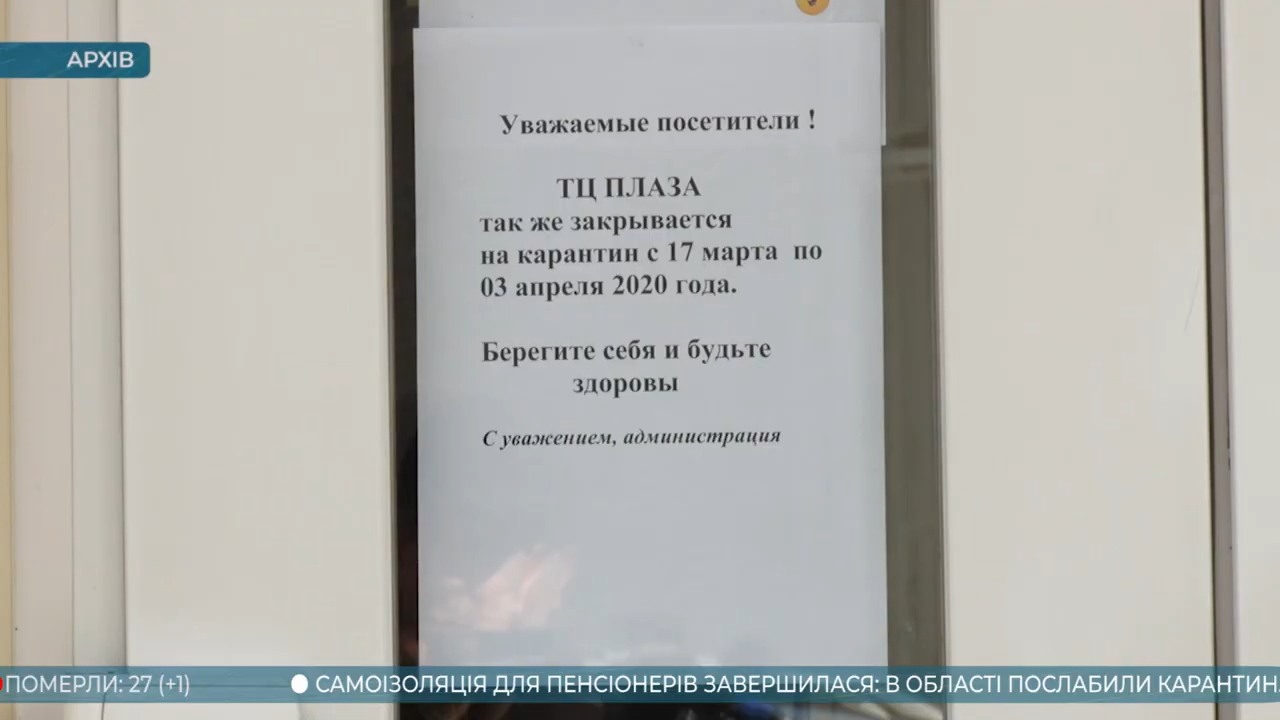 АРХІВ
Уважаемые посетители !
ТЦ ПЛАЗА
так же закрывается
на карантин с 17 марта по
03 апреля 2020 года.
Берегите себя и будьте
здоровы
С уважением, администрация
ПОМЕРЛИ: 27 (+1)
САМОІЗОЛЯЦІЯ ДЛЯ ПЕНСІОНЕРІВ ЗАВЕРШИЛАСЯ: В ОБЛАСТІ ПОСЛАБИЛИ КАРАНТИН